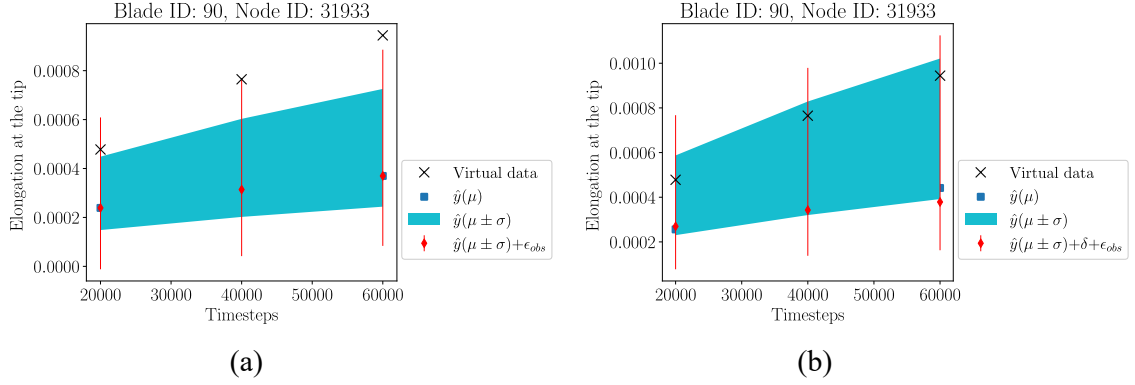 Blade ID: 90, Node ID: 31933
Elongation at the tip
0.0008
0.0006
0.0004
0.0002
0.0000
20000 30000 40000 50000 60000
Timesteps
Virtual data
ŷ(μ)
ŷ(μ ± σ)
ŷ(μ ± σ)+ϵ_obs
(a)
Blade ID: 90, Node ID: 31933
Elongation at the tip
0.0010
0.0008
0.0006
0.0004
0.0002
20000 30000 40000 50000 60000
Timesteps
Virtual data
ŷ(μ)
ŷ(μ ± σ)
ŷ(μ ± σ)+δ+ϵ_obs
(b)